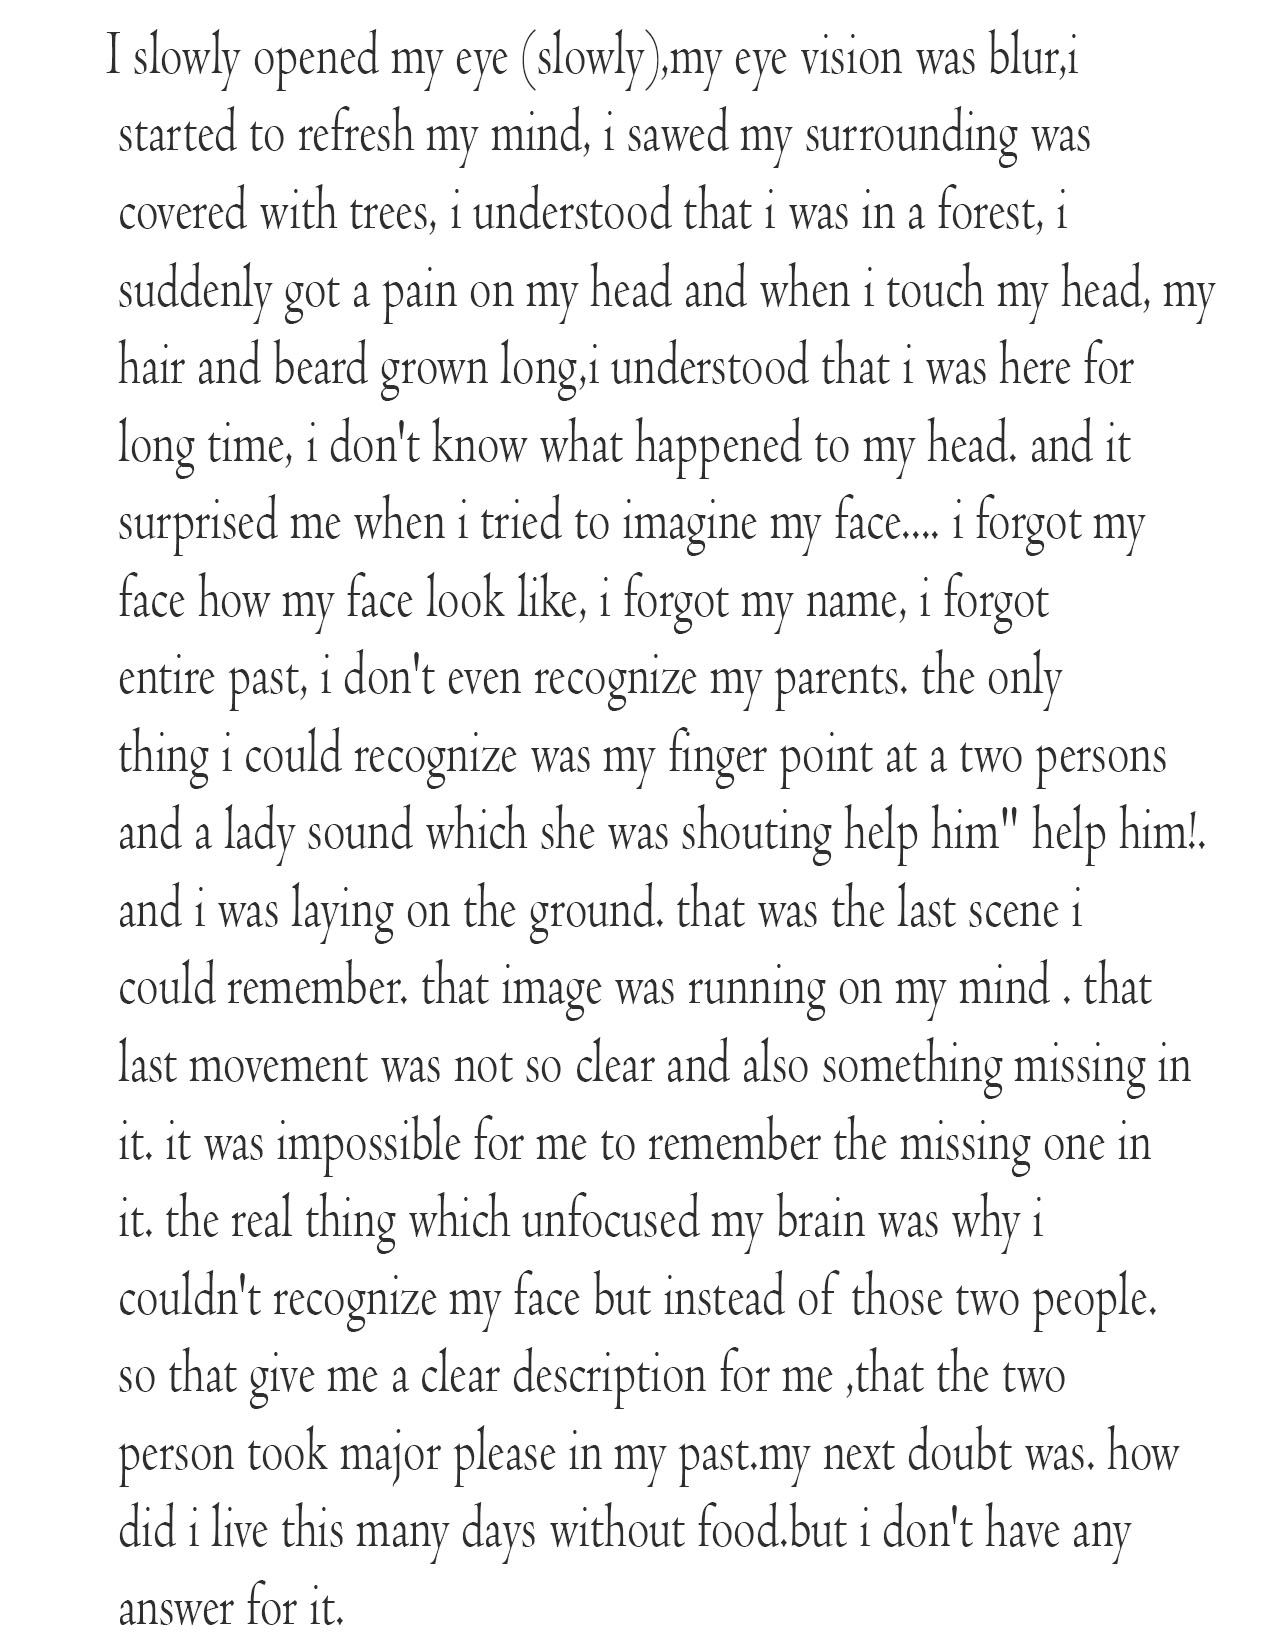 I slowly opened my eye (slowly),my eye vision was blur,i
started to refresh my mind, i sawed my surrounding was
covered with trees, i understood that i was in a forest, i
suddenly got a pain on my head and when i touch my head, my
hair and beard grown long,i understood that i was here for
long time, i don't know what happened to my head. and it
surprised me when i tried to imagine my face.... i forgot my
face how my face look like, i forgot my name, i forgot
entire past, i don't even recognize my parents. the only
thing i could recognize was my finger point at a two persons
and a lady sound which she was shouting help him" help him!.
and i was laying on the ground. that was the last scene i
could remember. that image was running on my mind . that
last movement was not so clear and also something missing in
it. it was impossible for me to remember the missing one in
it. the real thing which unfocused my brain was why i
couldn't recognize my face but instead of those two people.
so that give me a clear description for me ,that the two
person took major please in my past.my next doubt was. how
did i live this many days without food.but i don't have any
answer for it.